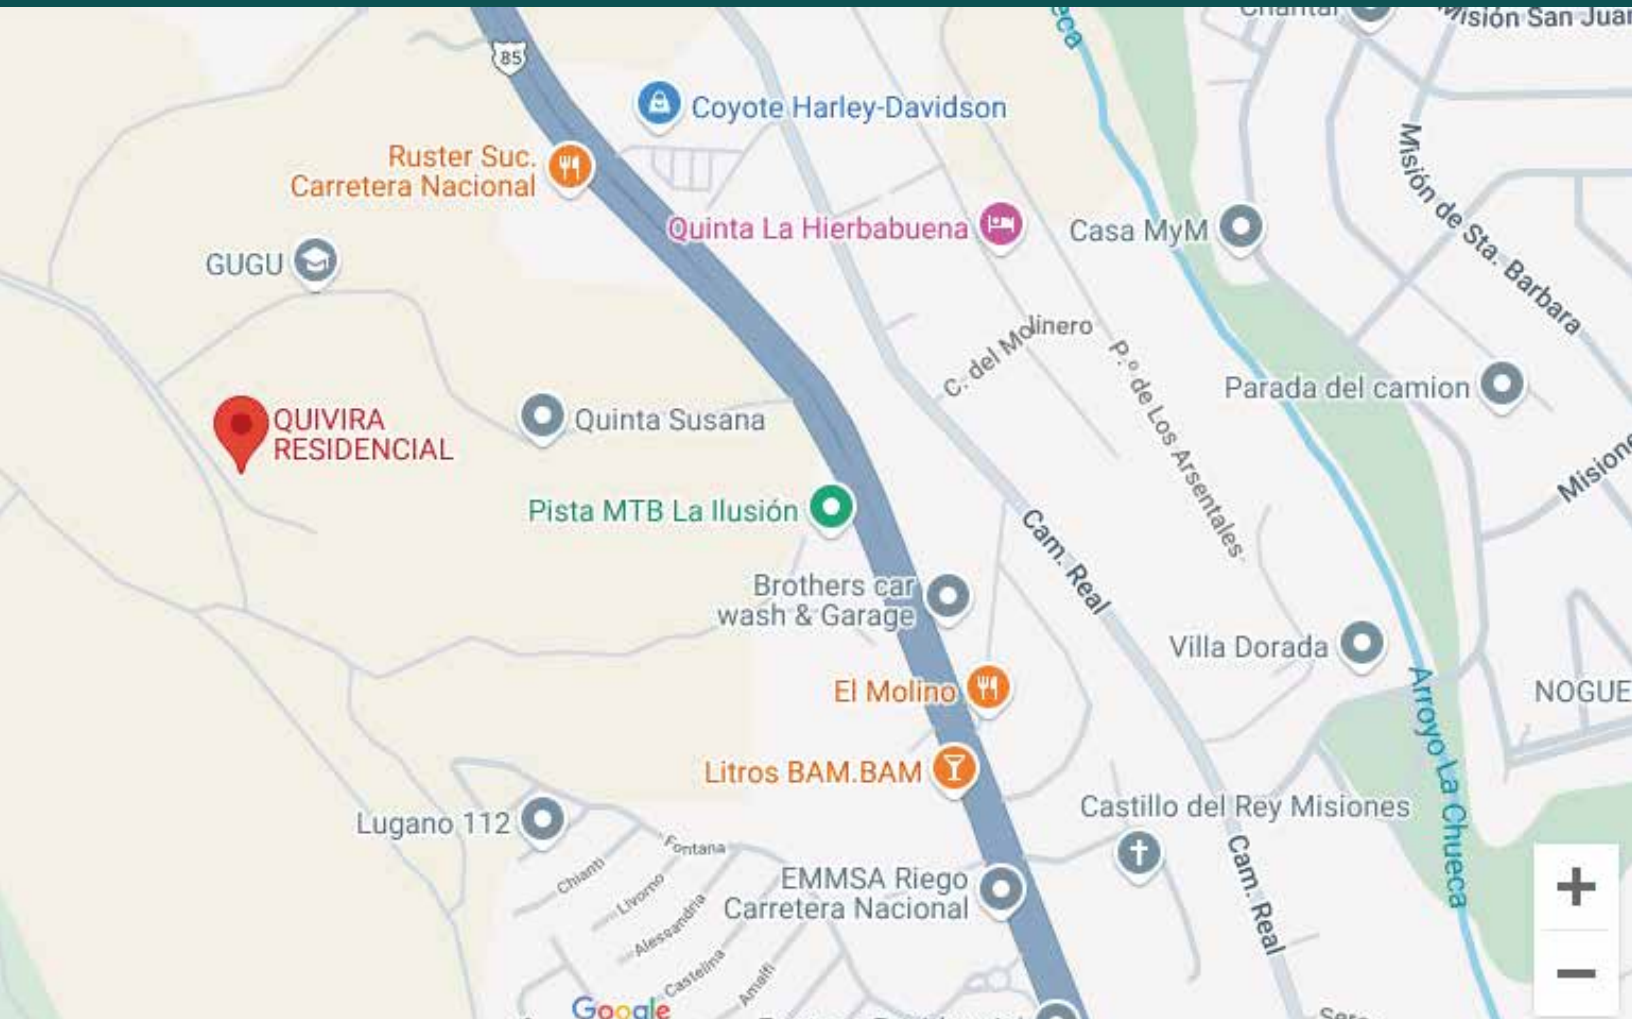 Chantal
Misión San Juan
85
Coyote Harley-Davidson
Ruster Suc.
Carretera Nacional
Misión de Sta. Barbara
Quinta La Hierbabuena
Casa MyM
GUGU
C. del Molinero
P.º de Los Arsentales
Parada del camion
QUIVIRA
RESIDENCIAL
Quinta Susana
Pista MTB La Ilusión
Cam. Real
Brothers car
wash & Garage
Villa Dorada
El Molino
NOGUE
Arroyo La Chueca
Litros BAM.BAM
Castillo del Rey Misiones
Lugano 112
Fontana
Chianti
Livorno
Alessandria
Castelina
Amalfi
EMMSA Riego
Carretera Nacional
Cam. Real
Google
+
−